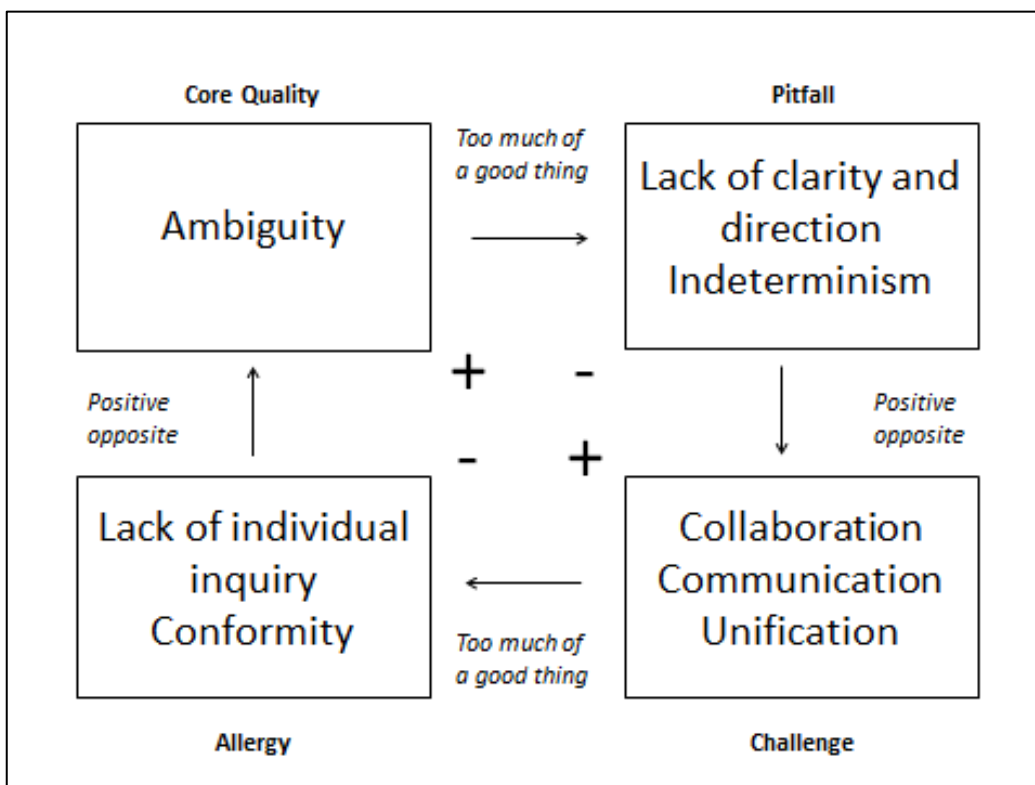 Core Quality
Pitfall
Ambiguity
Too much of
a good thing
Lack of clarity and
direction
Indeterminism
+ -
- +
Positive
opposite
Positive
opposite
Lack of individual
inquiry
Conformity
Too much of
a good thing
Collaboration
Communication
Unification
Allergy
Challenge